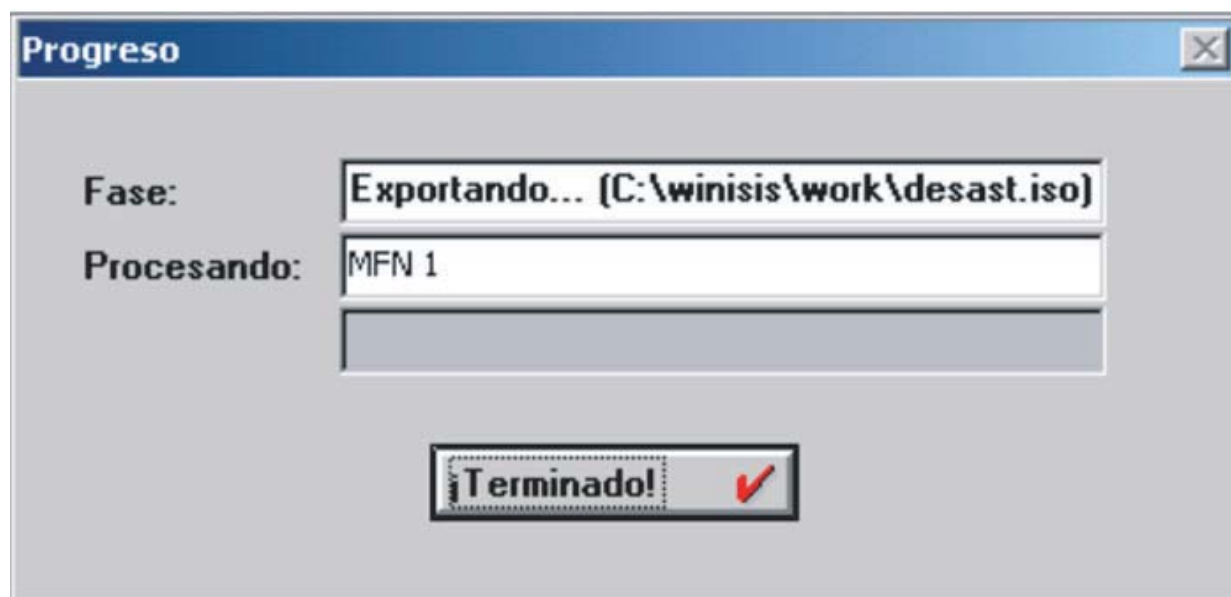 Progreso
Fase: Exportando... (C:\winisis\work\desast.iso)
Procesando: MFN 1
¡Terminado!